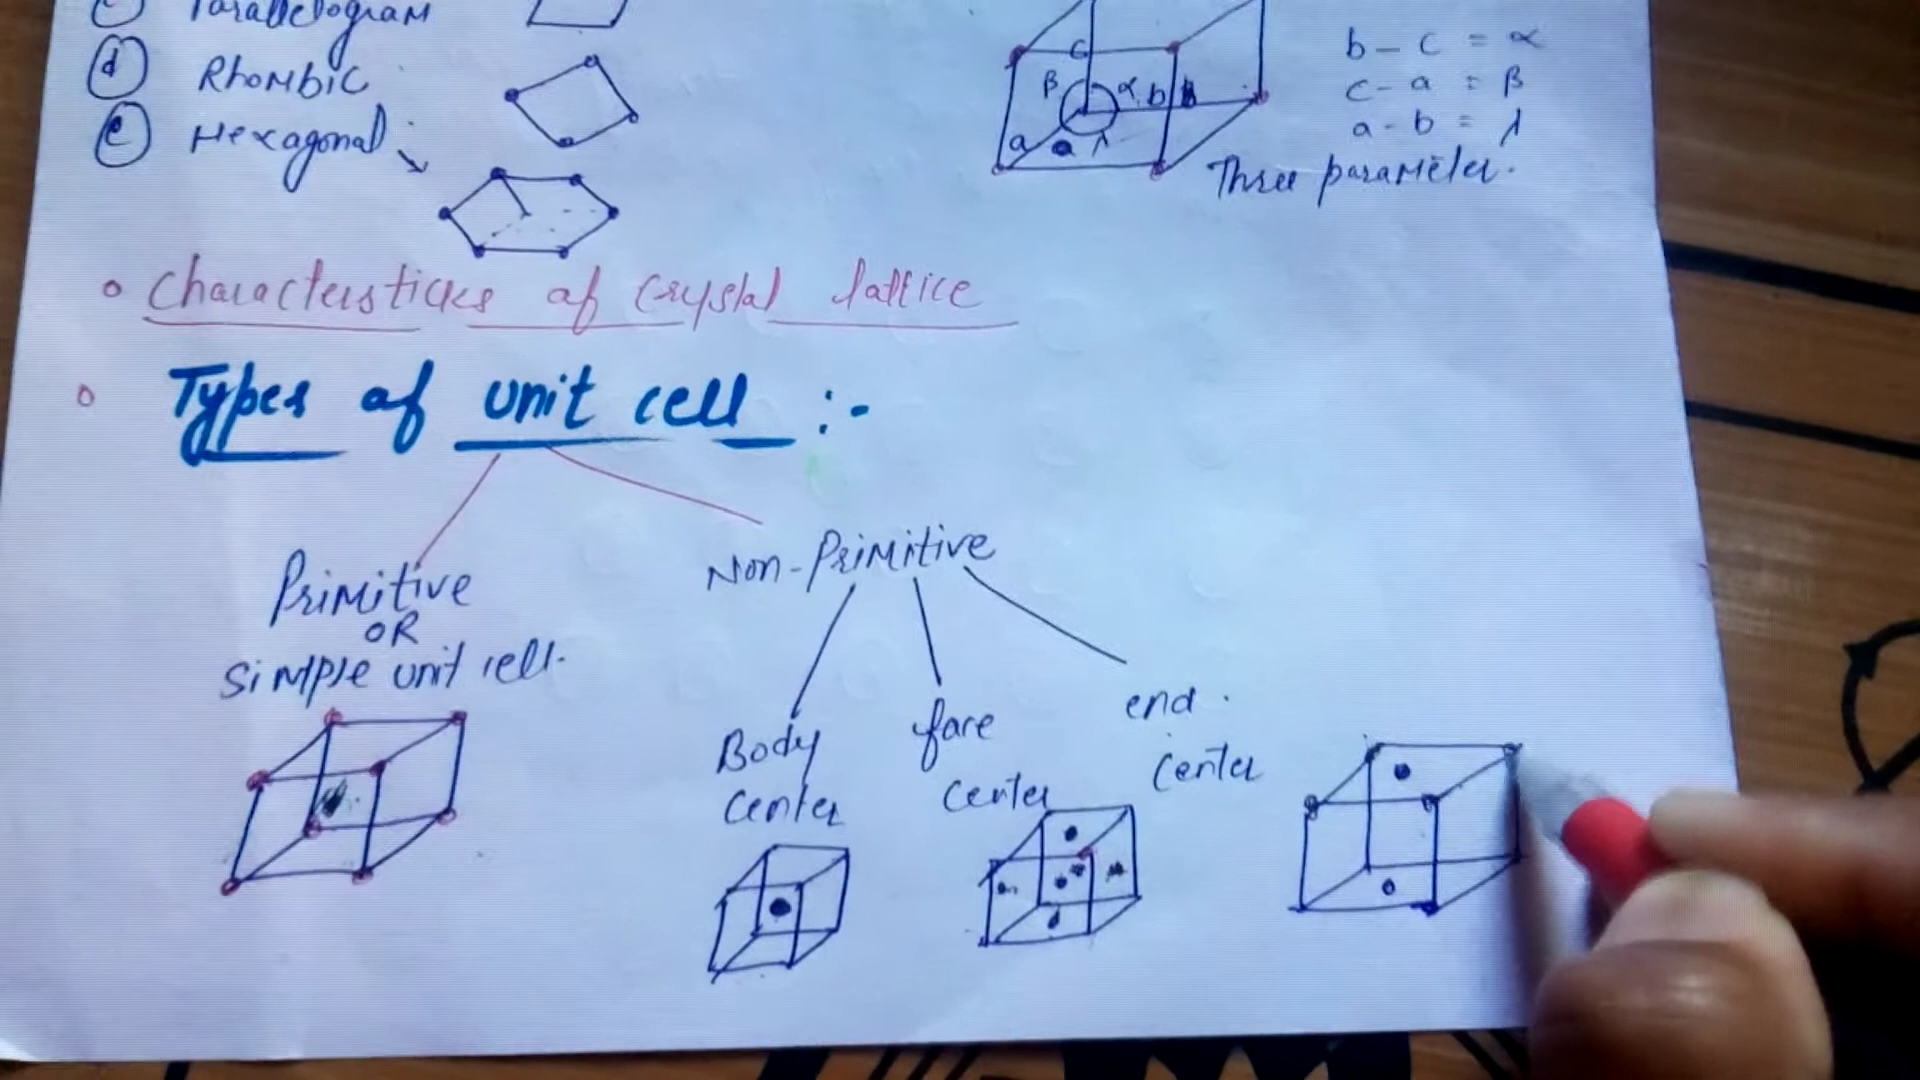 c Parallelogram
d Rhombic
e Hexagonal
c
β α b
a a λ
b - c = α
c - a = β
a - b = λ
Three parameter.
Characterstickes of Crystal lattice
Types of unit cell :-
Primitive
OR
Simple unit cell.
Non-Primitive
Body
Center
face
Center
end.
Center